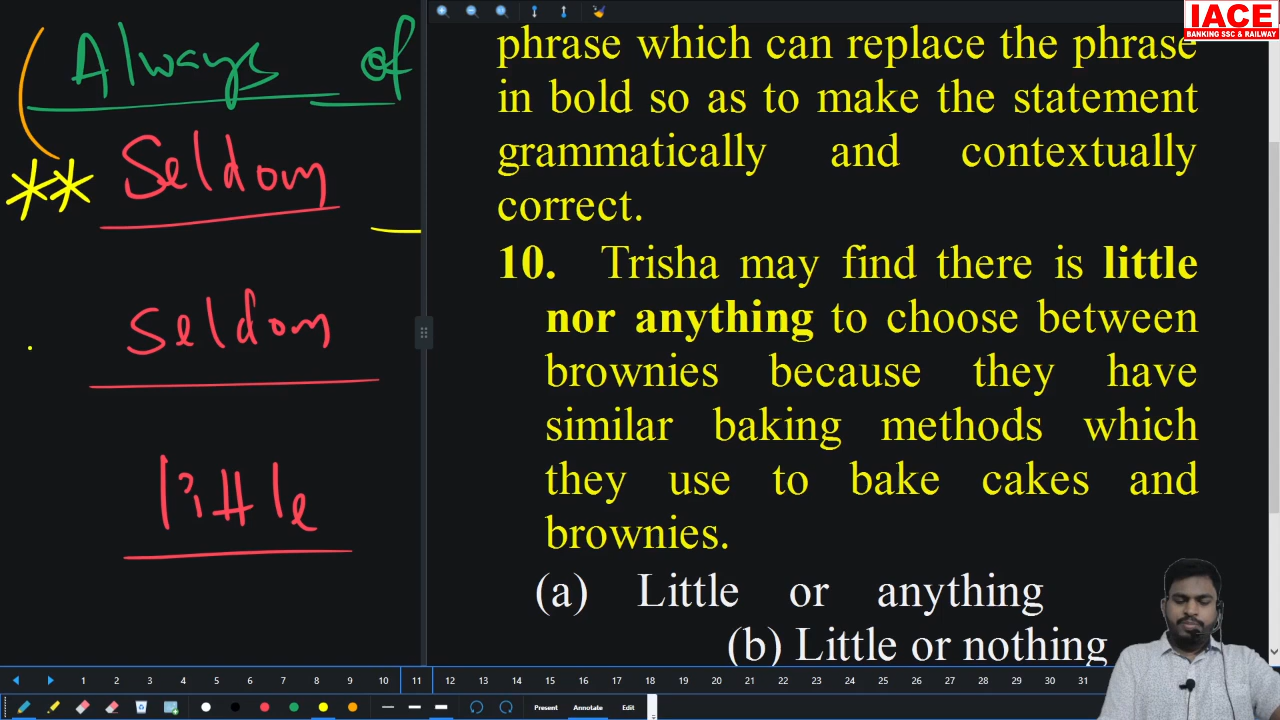 Always of
** Seldom
Seldom
little
IACE
BANKING SSC & RAILWAY
phrase which can replace the phrase
in bold so as to make the statement
grammatically and contextually
correct.
10. Trisha may find there is little
nor anything to choose between
brownies because they have
similar baking methods which
they use to bake cakes and
brownies.
(a) Little or anything
(b) Little or nothing
1 2 3 4 5 6 7 8 9 10 11 12 13 14 15 16 17 18 19 20 21 22 23 24 25 26 27 28 29 30 31
Present Annotate Edit